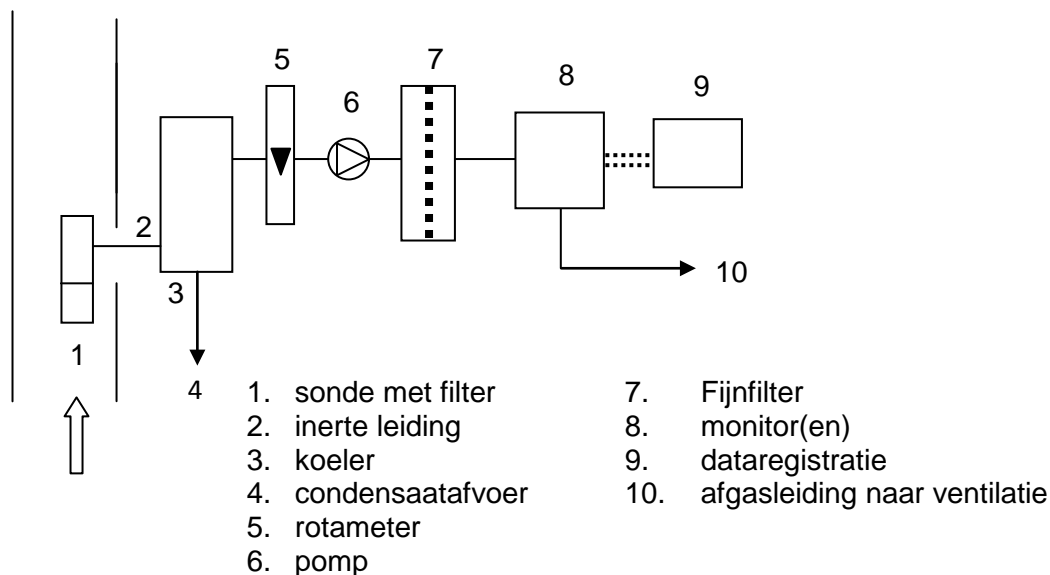 5
7
6
8
9
2
3
10
1
4
1. sonde met filter
2. inerte leiding
3. koeler
4. condensaatafvoer
5. rotameter
6. pomp
7. Fijnfilter
8. monitor(en)
9. dataregistratie
10. afgasleiding naar ventilatie